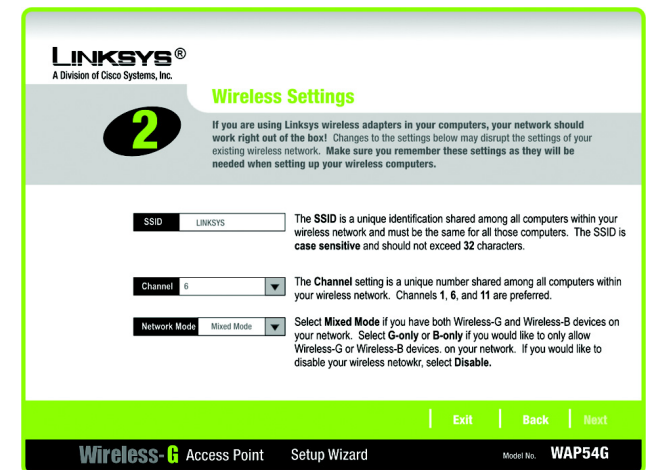 LINKSYS®
A Division of Cisco Systems, Inc.
Wireless Settings
2
If you are using Linksys wireless adapters in your computers, your network should
work right out of the box! Changes to the settings below may disrupt the settings of your
existing wireless network. Make sure you remember these settings as they will be
needed when setting up your wireless computers.
SSID LINKSYS
The SSID is a unique identification shared among all computers within your
wireless network and must be the same for all those computers. The SSID is
case sensitive and should not exceed 32 characters.
Channel 6
The Channel setting is a unique number shared among all computers within
your wireless network. Channels 1, 6, and 11 are preferred.
Network Mode Mixed Mode
Select Mixed Mode if you have both Wireless-G and Wireless-B devices on
your network. Select G-only or B-only if you would like to only allow
Wireless-G or Wireless-B devices. on your network. If you would like to
disable your wireless netowkr, select Disable.
Exit Back Next
Wireless-G Access Point Setup Wizard Model No. WAP54G